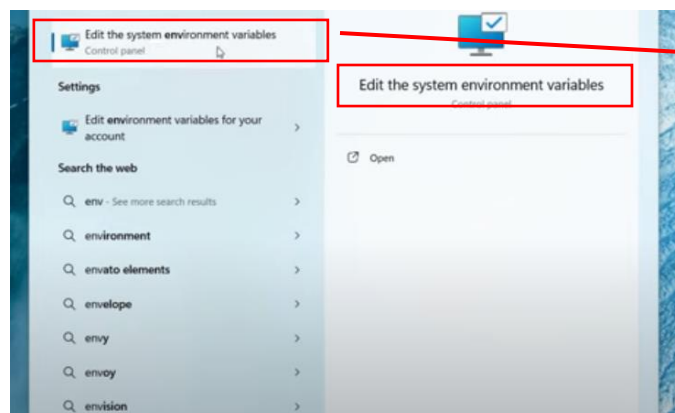 Edit the system environment variables
Control panel
Settings
Edit environment variables for your
account
Search the web
env - See more search results
environment
envato elements
envelope
envy
envoy
envision
Edit the system environment variables
Control panel
Open